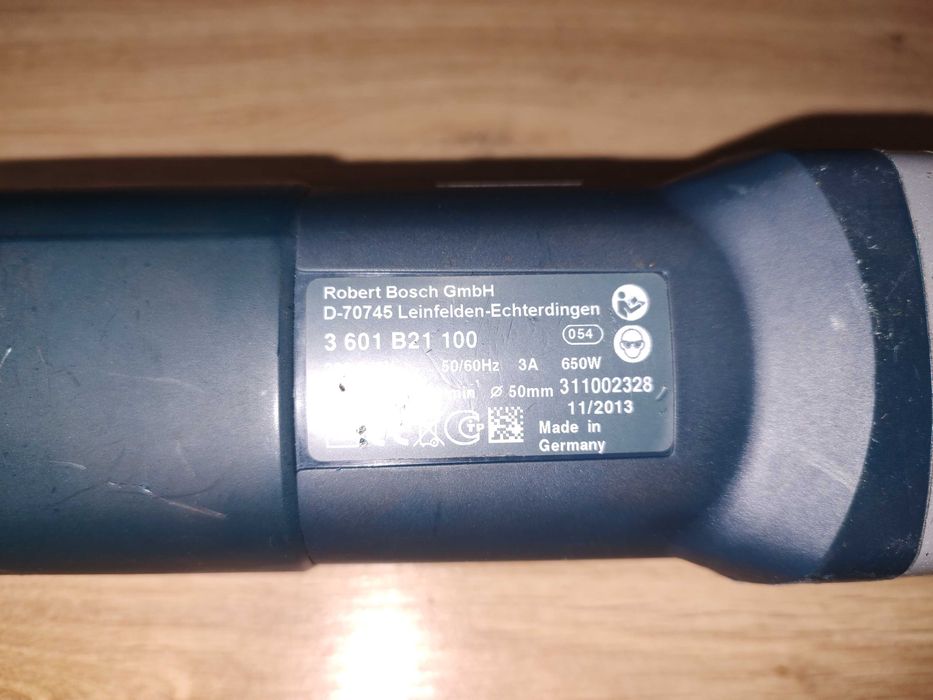 Robert Bosch GmbH
D-70745 Leinfelden-Echterdingen
3 601 B21 100
054
50/60Hz 3A 650W
min Ø 50mm 311002328
11/2013
Made in
Germany